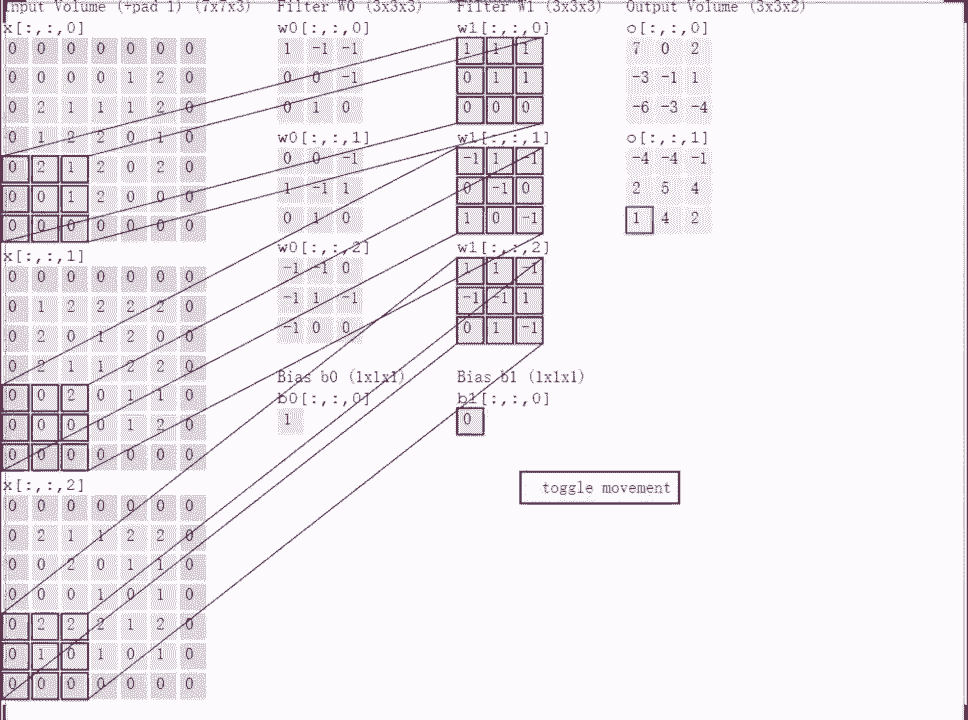 Input Volume (+pad 1) (7x7x3) Filter W0 (3x3x3) Filter W1 (3x3x3) Output Volume (3x3x2)
x[:,:,0] w0[:,:,0] w1[:,:,0] o[:,:,0]
0 0 0 0 0 0 0 1 -1 -1 1 1 1 7 0 2
0 0 0 0 1 2 0 0 0 -1 0 1 1 -3 -1 1
0 2 1 1 1 2 0 0 1 0 0 0 0 -6 -3 -4
0 1 2 2 0 1 0 w0[:,:,1] w1[:,:,1] o[:,:,1]
0 2 1 2 0 2 0 0 0 -1 -1 1 -1 -4 -4 -1
0 0 1 2 0 0 0 1 -1 1 0 -1 0 2 5 4
0 0 0 0 0 0 0 0 1 0 1 0 -1 1 4 2
x[:,:,1] w0[:,:,2] w1[:,:,2]
0 0 0 0 0 0 0 -1 -1 0 1 1 -1
0 1 2 2 2 2 0 -1 1 -1 -1 -1 1
0 2 0 1 2 0 0 -1 0 0 0 1 -1
0 2 1 1 2 2 0 Bias b0 (1x1x1) Bias b1 (1x1x1)
0 0 2 0 1 1 0 b0[:,:,0] b1[:,:,0]
0 0 0 0 1 2 0 1 0
0 0 0 0 0 0 0
x[:,:,2] toggle movement
0 0 0 0 0 0 0
0 2 1 1 2 2 0
0 0 2 0 1 1 0
0 0 0 1 0 1 0
0 2 2 2 1 2 0
0 1 0 1 0 1 0
0 0 0 0 0 0 0